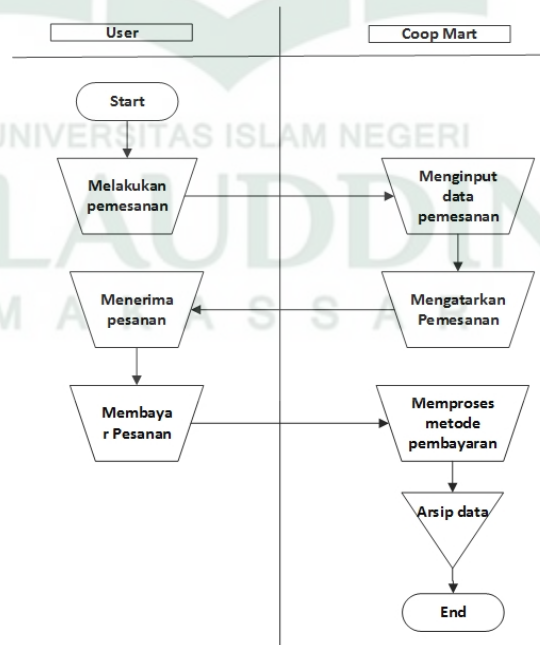 User
Coop Mart
Start
UNIVERSITAS ISLAM NEGERI
Melakukan
pemesanan
Menginput
data
pemesanan
LAUDDIN
Menerima
pesanan
Mengatarkan
Pemesanan
M A K A S S A R
Membaya
r Pesanan
Memproses
metode
pembayaran
Arsip data
End